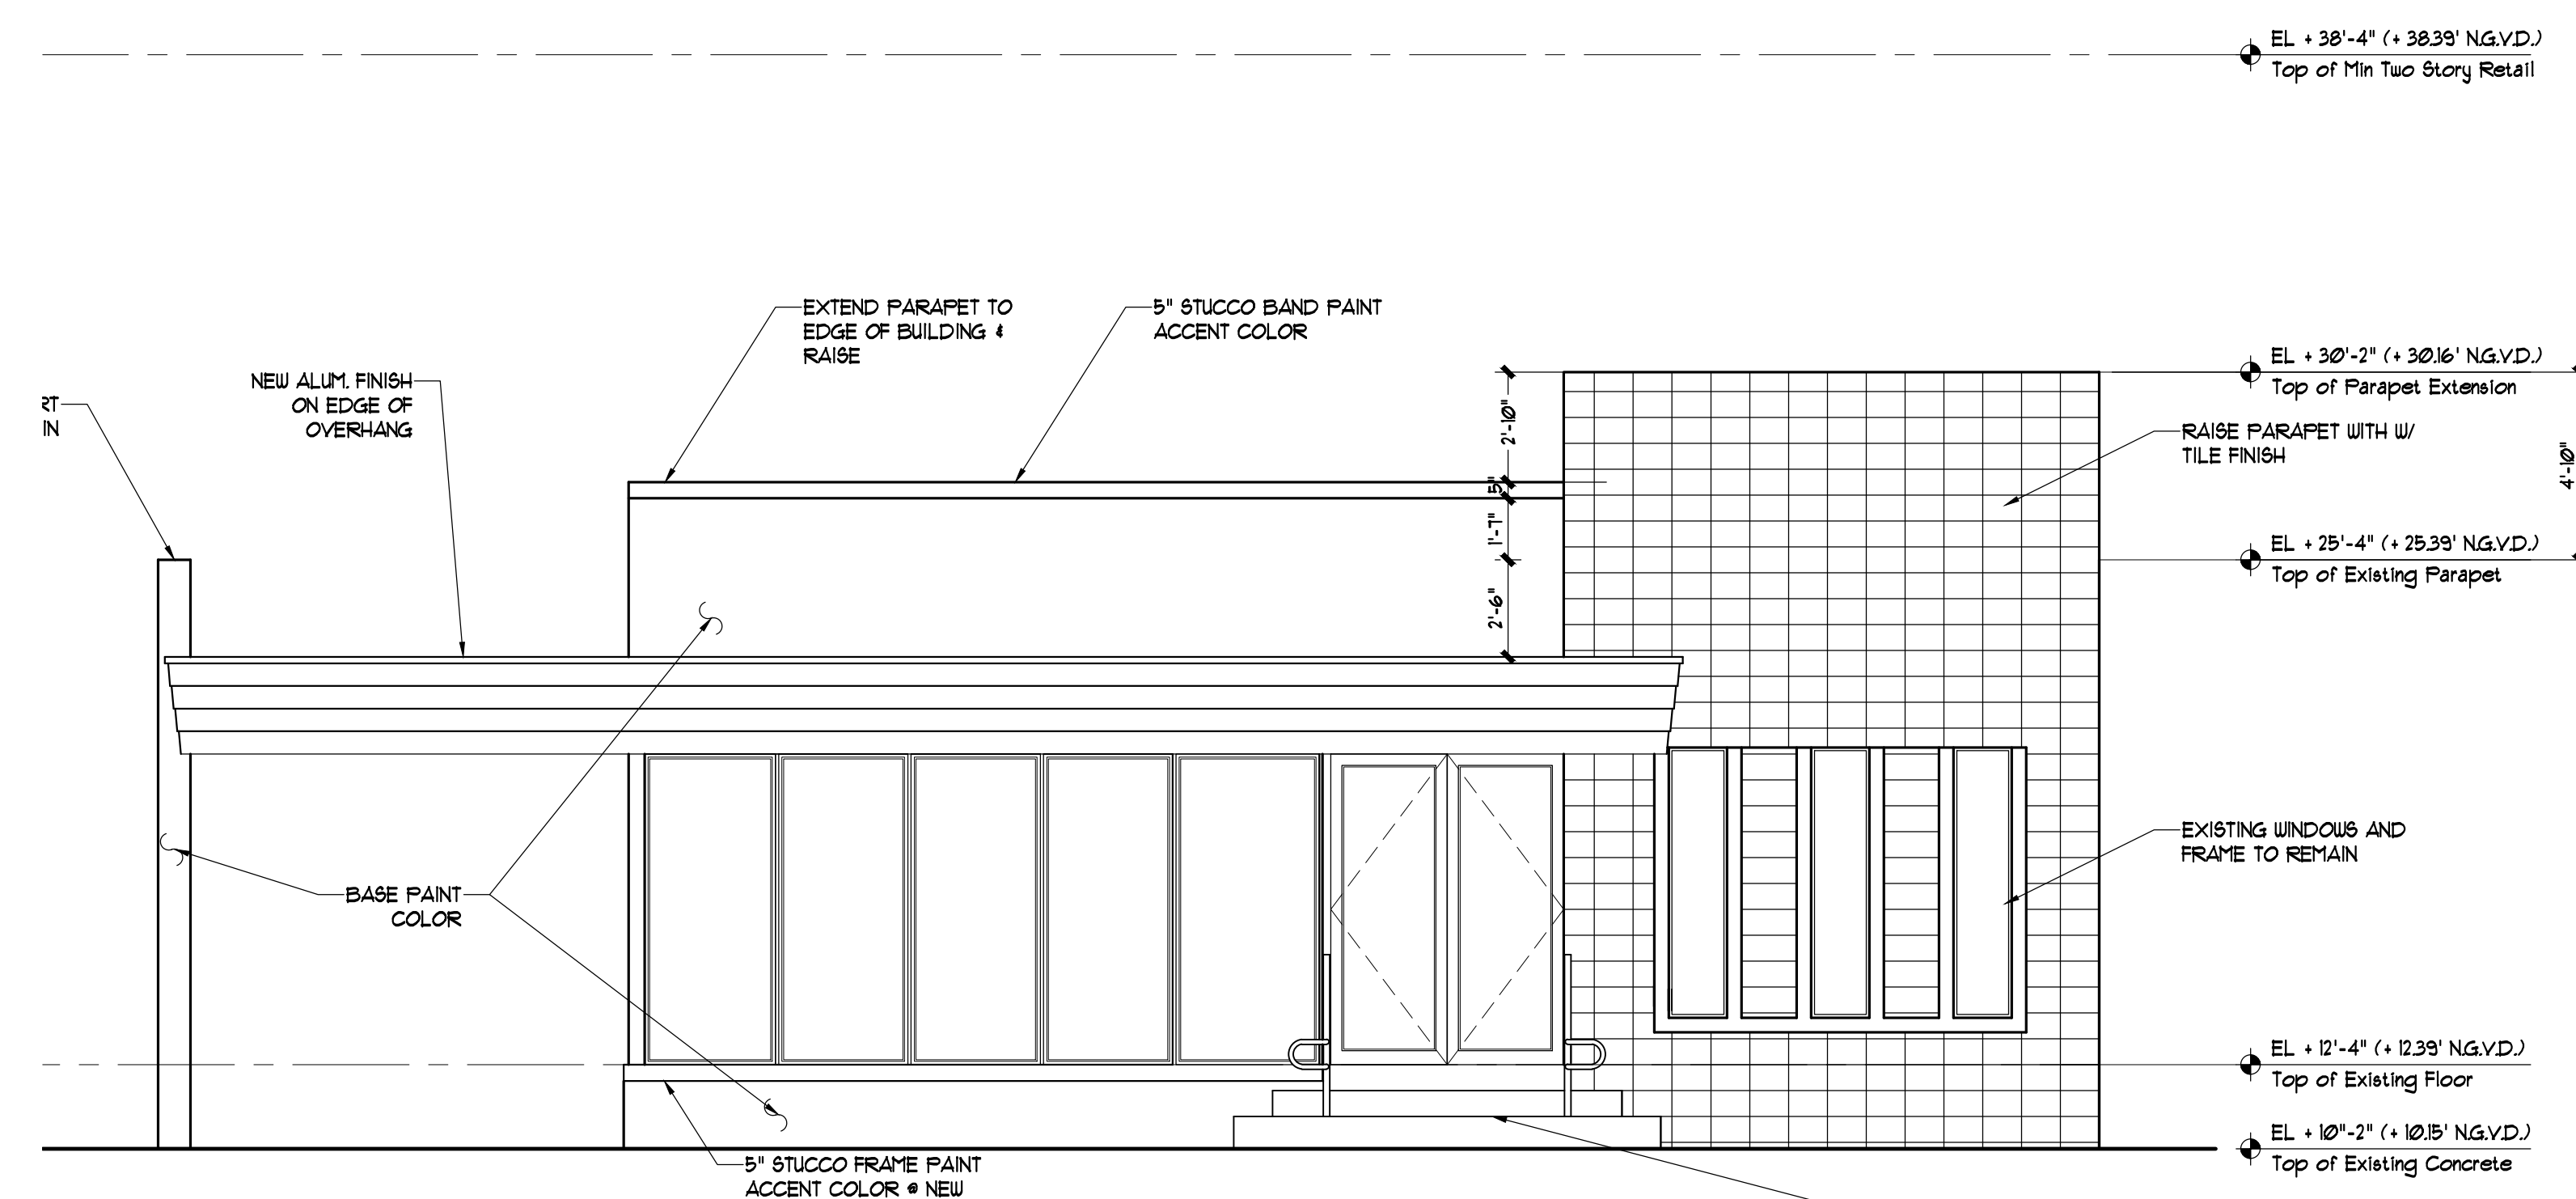 EL + 38'-4" (+ 38.39' N.G.V.D.)
Top of Min Two Story Retail
EXTEND PARAPET TO
EDGE OF BUILDING &
RAISE
5" STUCCO BAND PAINT
ACCENT COLOR
EL + 30'-2" (+ 30.16' N.G.V.D.)
Top of Parapet Extension
NEW ALUM. FINISH
ON EDGE OF
OVERHANG
RT
IN
2'-10"
5"
1'-7"
2'-6"
RAISE PARAPET WITH W/
TILE FINISH
4'-10"
EL + 25'-4" (+ 25.39' N.G.V.D.)
Top of Existing Parapet
EXISTING WINDOWS AND
FRAME TO REMAIN
BASE PAINT
COLOR
EL + 12'-4" (+ 12.39' N.G.V.D.)
Top of Existing Floor
EL + 10"-2" (+ 10.15' N.G.V.D.)
Top of Existing Concrete
5" STUCCO FRAME PAINT
ACCENT COLOR @ NEW